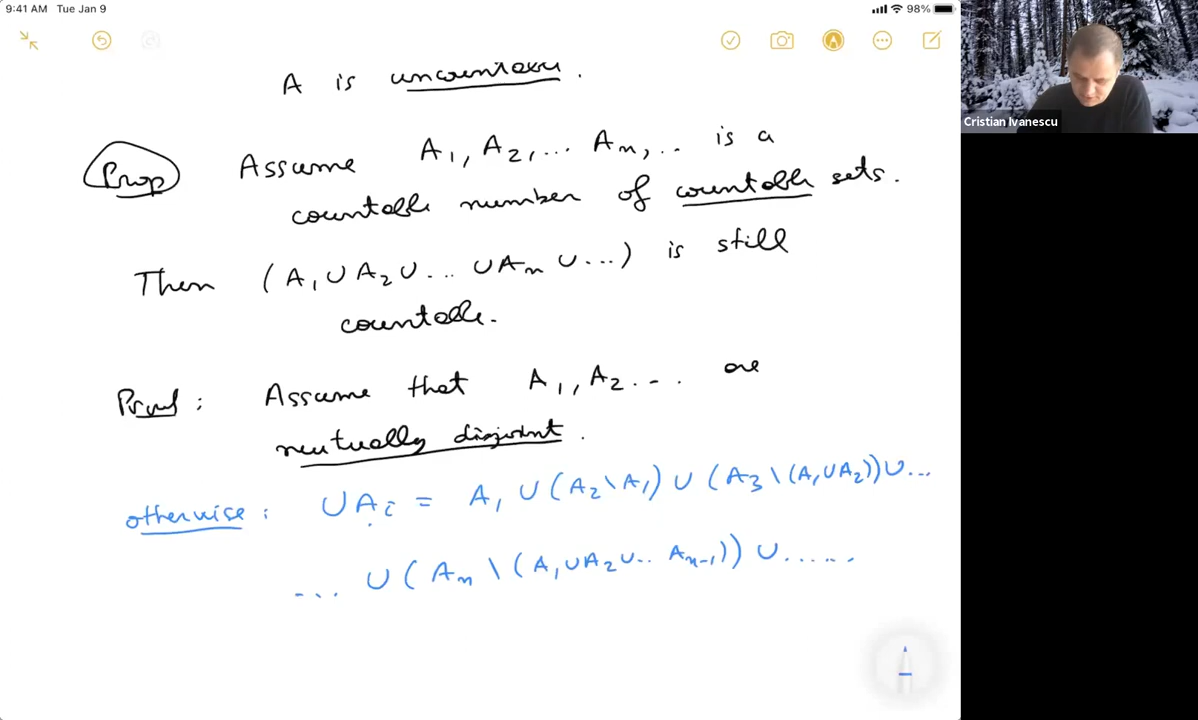 9:41 AM Tue Jan 9
98%
A is uncountable.
Cristian Ivanescu
Prop Assume A₁, A₂, ... Aₙ, .. is a
countable number of countable sets.
Then (A₁ ∪ A₂ ∪ ... ∪ Aₙ ∪ ...) is still
countable.
Proof : Assume that A₁, A₂ ... are
mutually disjoint.
otherwise : ∪ Aᵢ = A₁ ∪ (A₂ \ A₁) ∪ (A₃ \ (A₁ ∪ A₂)) ∪ ...
... ∪ (Aₙ \ (A₁ ∪ A₂ ∪ .. Aₙ₋₁)) ∪ ......